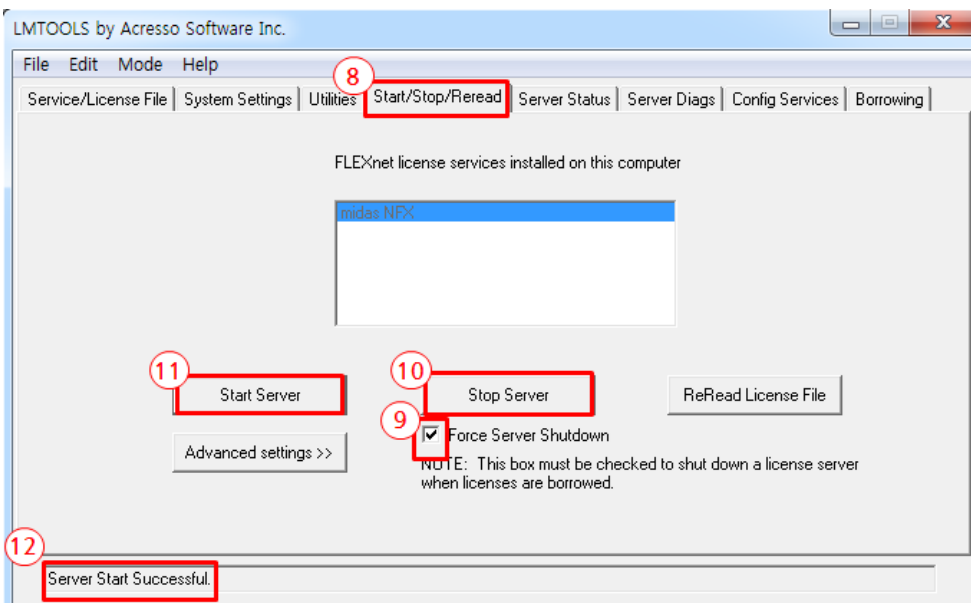 LMTOOLS by Acresso Software Inc.
File Edit Mode Help
8
Service/License File System Settings Utilities Start/Stop/Reread Server Status Server Diags Config Services Borrowing
FLEXnet license services installed on this computer
midas NFX
11
10
Start Server Stop Server ReRead License File
9
Force Server Shutdown
Advanced settings >>
NOTE: This box must be checked to shut down a license server
when licenses are borrowed.
12
Server Start Successful.